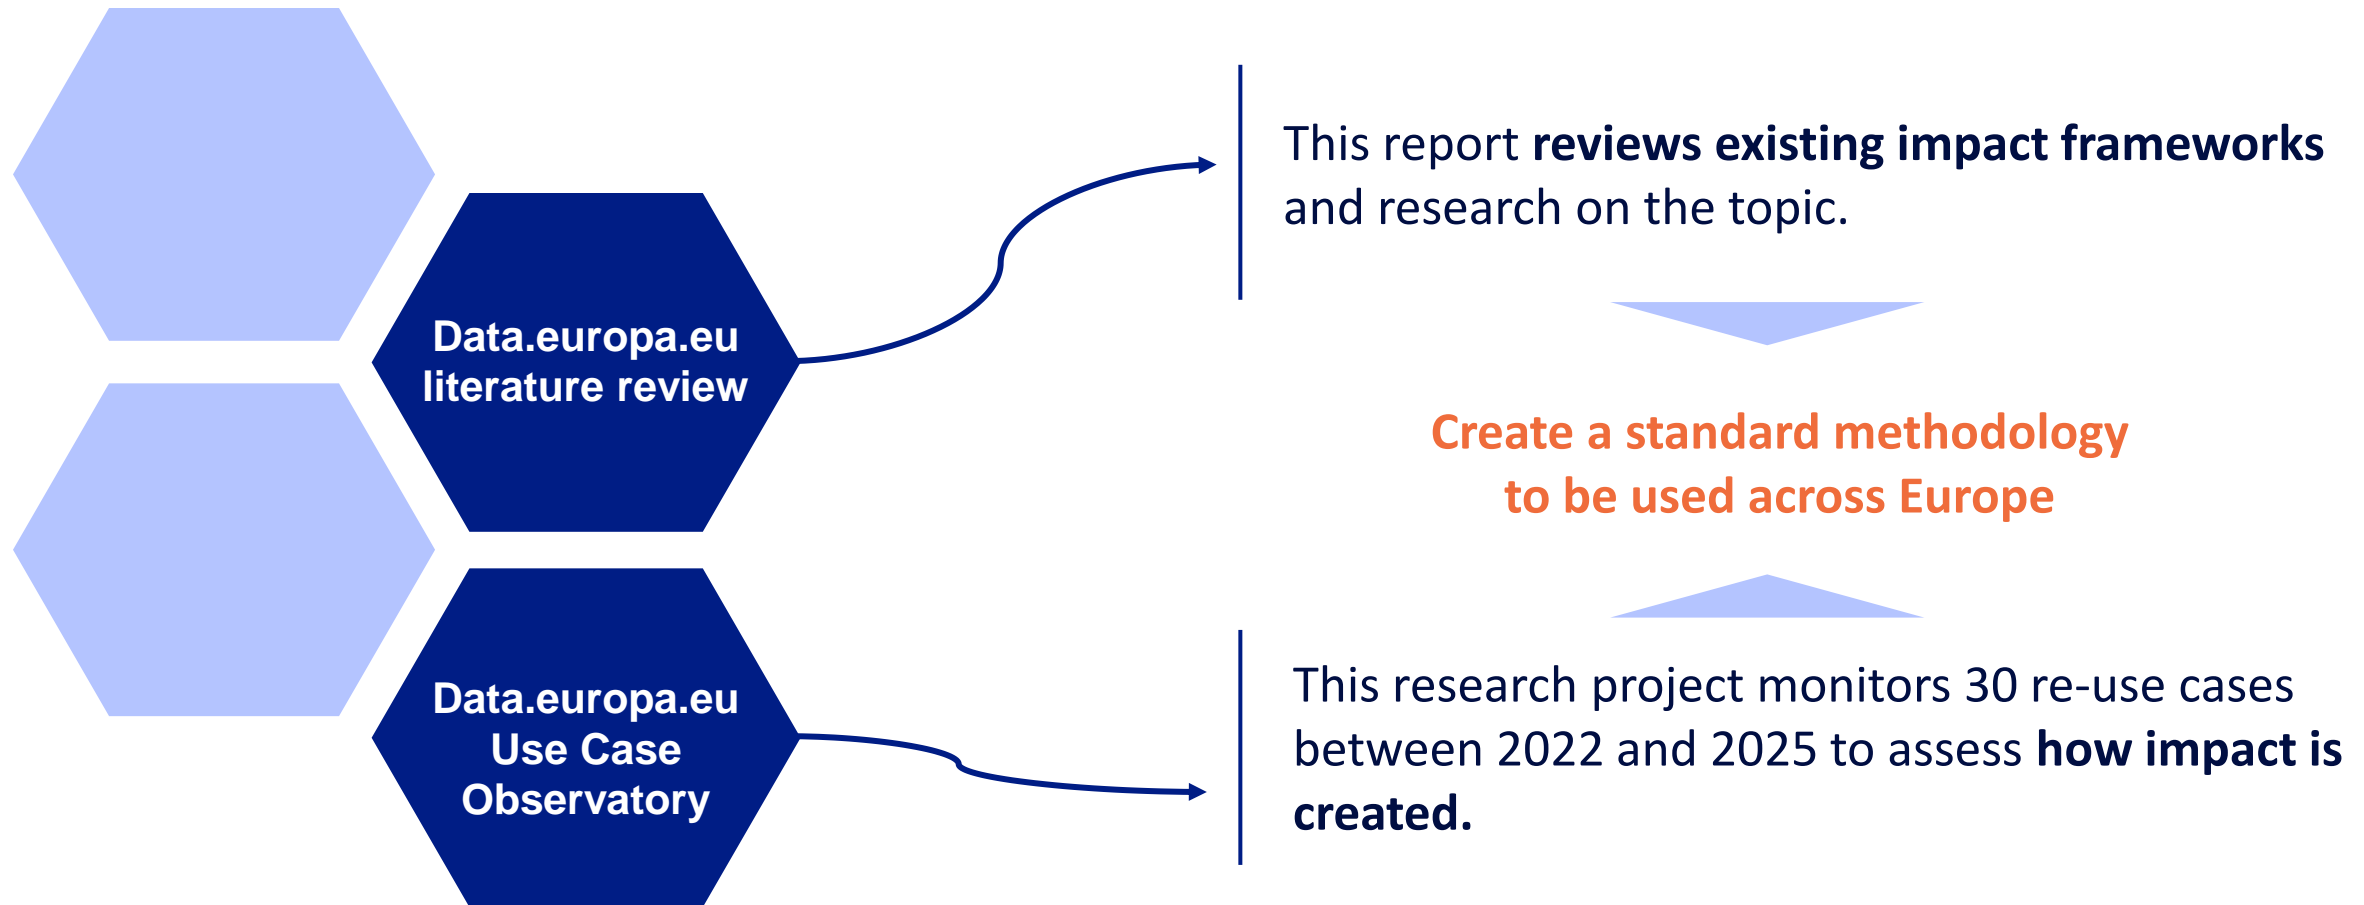 Data.europa.eu
literature review
This report reviews existing impact frameworks
and research on the topic.
Create a standard methodology
to be used across Europe
Data.europa.eu
Use Case
Observatory
This research project monitors 30 re-use cases
between 2022 and 2025 to assess how impact is
created.